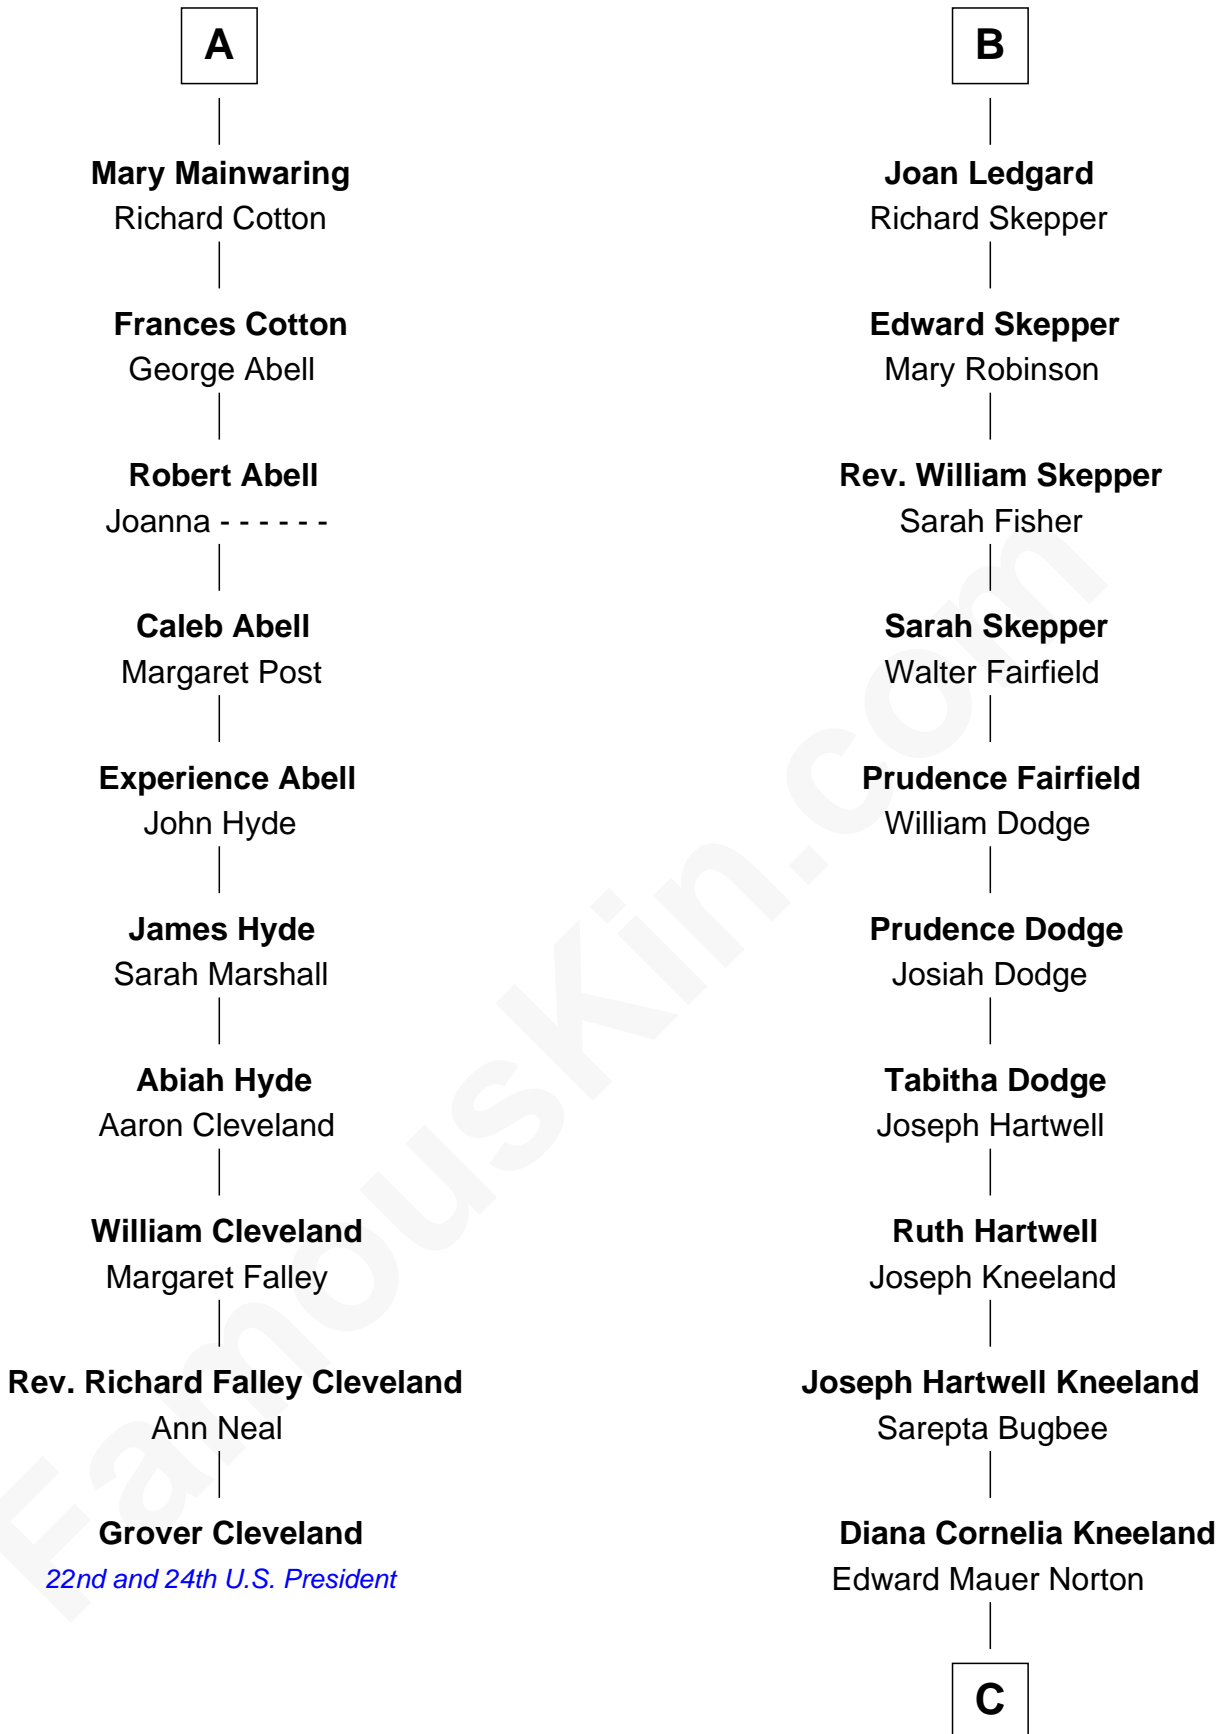 A
Mary Mainwaring
Richard Cotton
Frances Cotton
George Abell
Robert Abell
Joanna - - - - - -
Caleb Abell
Margaret Post
Experience Abell
John Hyde
James Hyde
Sarah Marshall
Abiah Hyde
Aaron Cleveland
William Cleveland
Margaret Falley
Rev. Richard Falley Cleveland
Ann Neal
Grover Cleveland
22nd and 24th U.S. President
B
Joan Ledgard
Richard Skepper
Edward Skepper
Mary Robinson
Rev. William Skepper
Sarah Fisher
Sarah Skepper
Walter Fairfield
Prudence Fairfield
William Dodge
Prudence Dodge
Josiah Dodge
Tabitha Dodge
Joseph Hartwell
Ruth Hartwell
Joseph Kneeland
Joseph Hartwell Kneeland
Sarepta Bugbee
Diana Cornelia Kneeland
Edward Mauer Norton
C
FamousKin.com